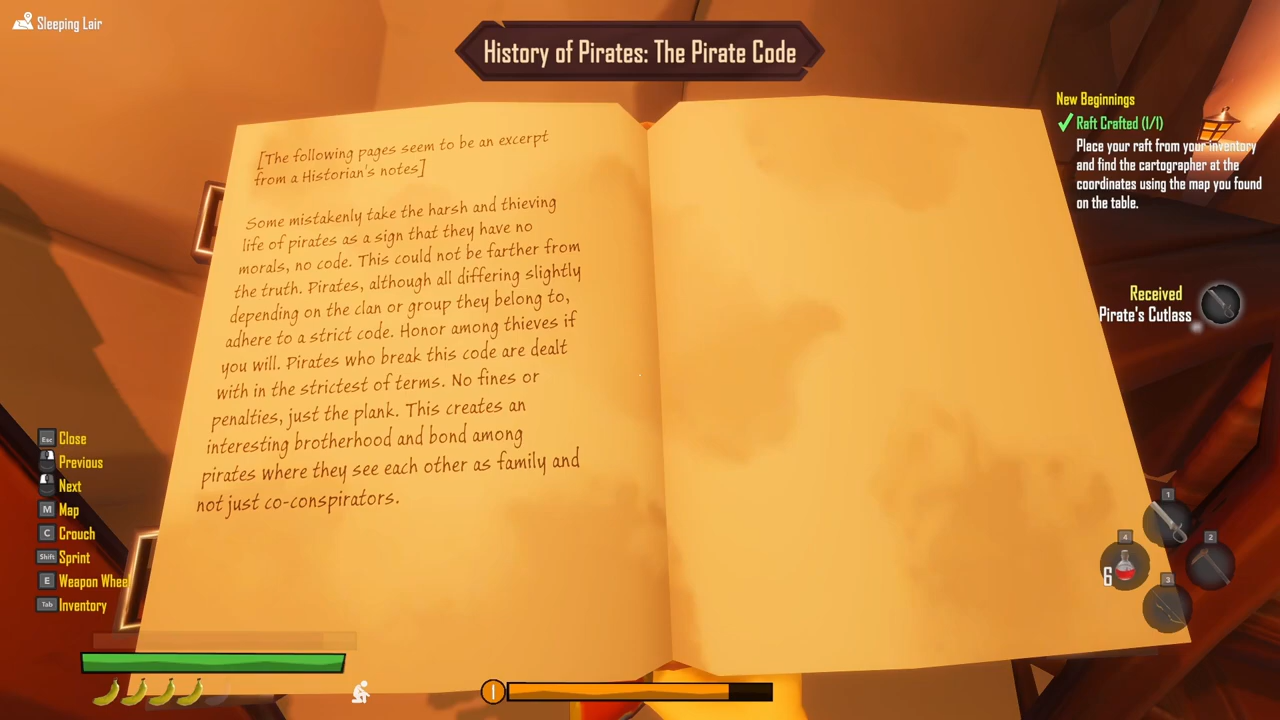 Sleeping Lair
History of Pirates: The Pirate Code
[The following pages seem to be an excerpt
from a Historian's notes]
Some mistakenly take the harsh and thieving
life of pirates as a sign that they have no
morals, no code. This could not be farther from
the truth. Pirates, although all differing slightly
depending on the clan or group they belong to,
adhere to a strict code. Honor among thieves if
you will. Pirates who break this code are dealt
with in the strictest of terms. No fines or
penalties, just the plank. This creates an
interesting brotherhood and bond among
pirates where they see each other as family and
not just co-conspirators.
New Beginnings
Raft Crafted (1/1)
Place your raft from your inventory
and find the cartographer at the
coordinates using the map you found
on the table.
Received
Pirate's Cutlass
Esc Close
Previous
Next
M Map
C Crouch
Shift Sprint
E Weapon Whee
Tab Inventory
1
4
2
6
3